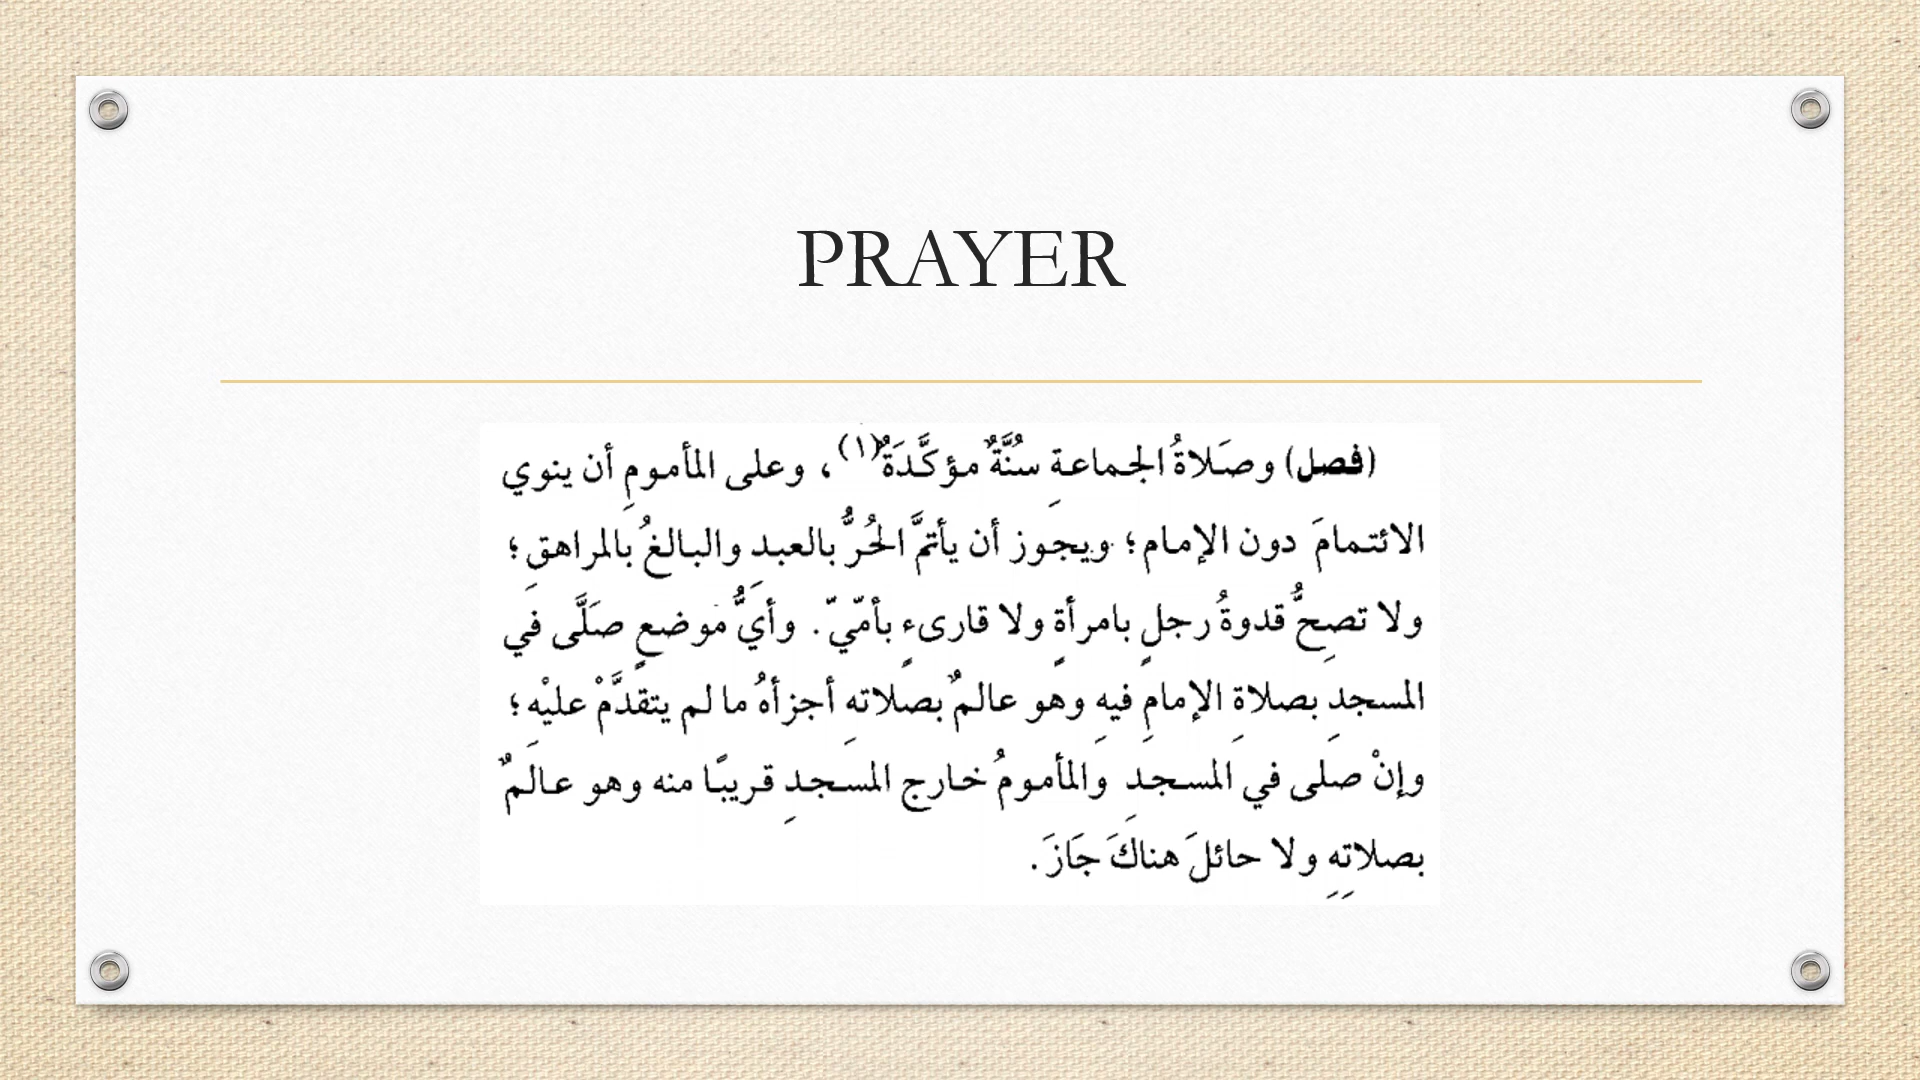 PRAYER
(فصل) وصَلاةُ الجماعةِ سُنَّةٌ مؤكَّدَةٌ(١)، وعلى المأمومِ أن ينوي
الائتمامَ دون الإمام؛ ويجوز أن يأتمَّ الحُرُّ بالعبدِ والبالغُ بالمراهقِ؛
ولا تصِحُّ قدوةُ رجلٍ بامرأةٍ ولا قارىءٍ بأمّيّ. وأيُّ موضعٍ صَلَّى في
المسجدِ بصلاةِ الإمامِ فيهِ وهو عالمٌ بصلاتهِ أجزأهُ ما لم يتقدَّمْ عليْهِ؛
وإنْ صلى في المسجدِ والمأمومُ خارج المسجدِ قريبًا منه وهو عالمٌ
بصلاتِهِ ولا حائلَ هناكَ جَازَ.